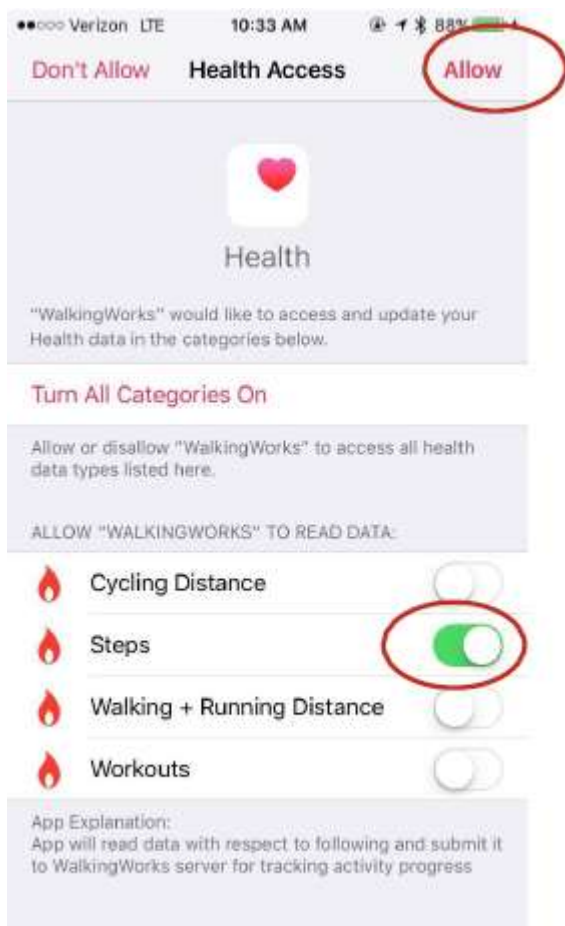 Verizon LTE 10:33 AM 88%
Don't Allow Health Access Allow
Health
"WalkingWorks" would like to access and update your
Health data in the categories below.
Turn All Categories On
Allow or disallow "WalkingWorks" to access all health
data types listed here.
ALLOW "WALKINGWORKS" TO READ DATA:
Cycling Distance
Steps
Walking + Running Distance
Workouts
App Explanation:
App will read data with respect to following and submit it
to WalkingWorks server for tracking activity progress